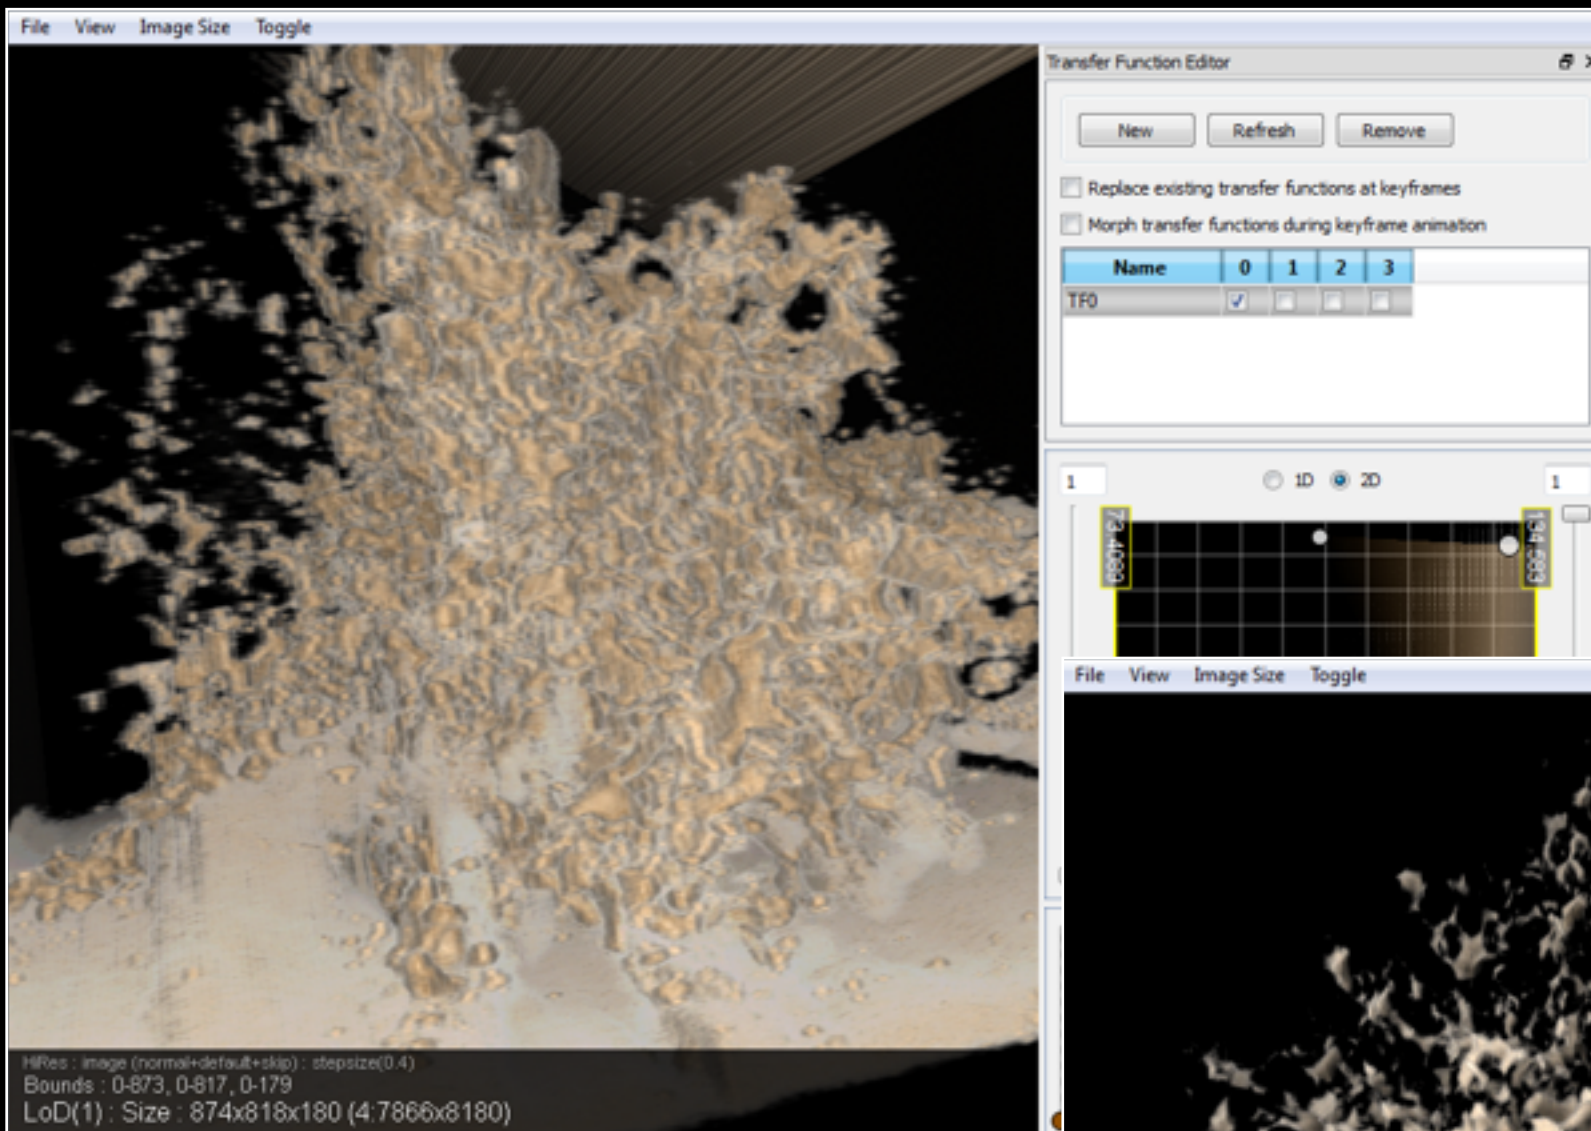 File View Image Size Toggle
Transfer Function Editor
New Refresh Remove
Replace existing transfer functions at keyframes
Morph transfer functions during keyframe animation
Name 0 1 2 3
TF0
1 1D 2D 1
134.583
File View Image Size Toggle
HiRes : image (normal+default+skip) : stepsize(0.4)
Bounds : 0-873, 0-817, 0-179
LoD(1) : Size : 874x818x180 (4:7866x8180)